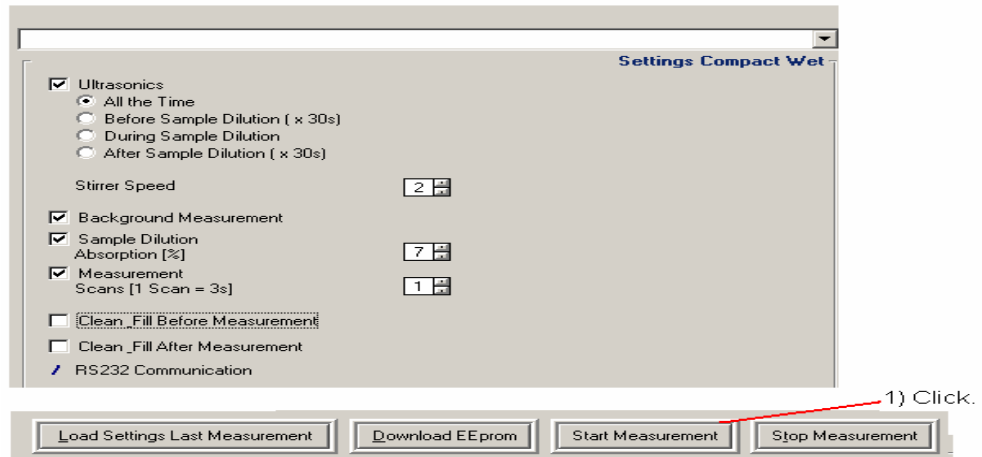 Settings Compact Wet
Ultrasonics
All the Time
Before Sample Dilution ( x 30s)
During Sample Dilution
After Sample Dilution ( x 30s)
Stirrer Speed 2
Background Measurement
Sample Dilution
Absorption [%] 7
Measurement
Scans [1 Scan = 3s] 1
Clean_Fill Before Measurement
Clean_Fill After Measurement
/ RS232 Communication
1) Click.
Load Settings Last Measurement Download EEprom Start Measurement Stop Measurement